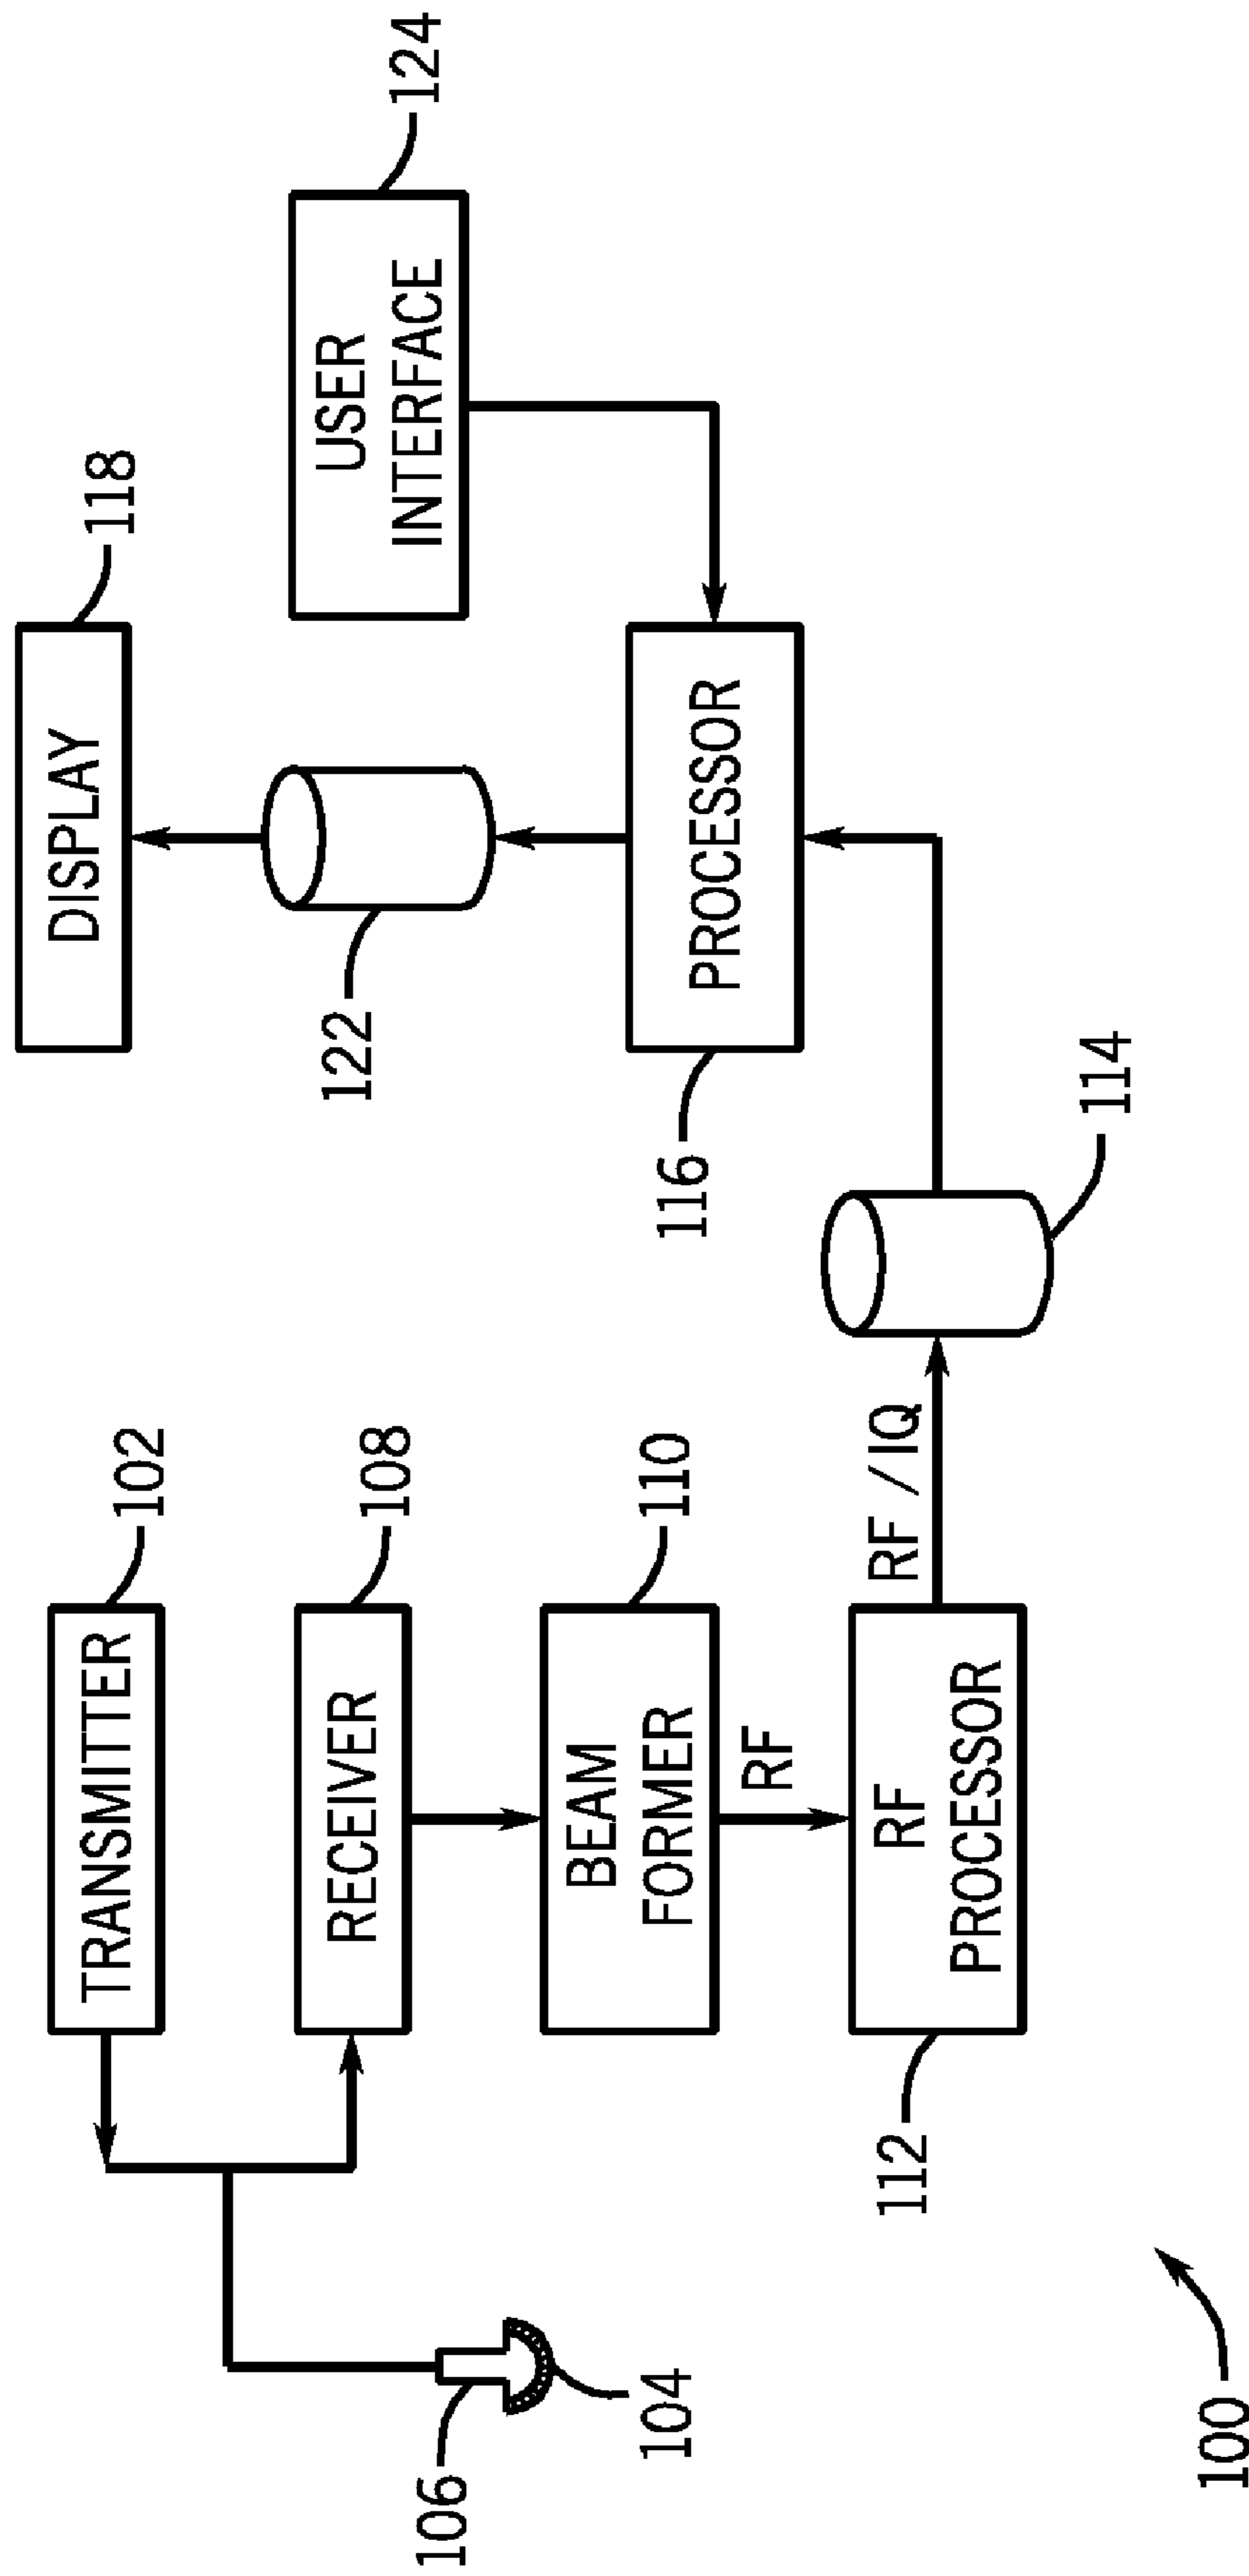 TRANSMITTER
102
RECEIVER
108
BEAM
FORMER
110
RF
RF
PROCESSOR
112
RF / IQ
114
106
104
100
DISPLAY
118
122
USER
INTERFACE
124
PROCESSOR
116